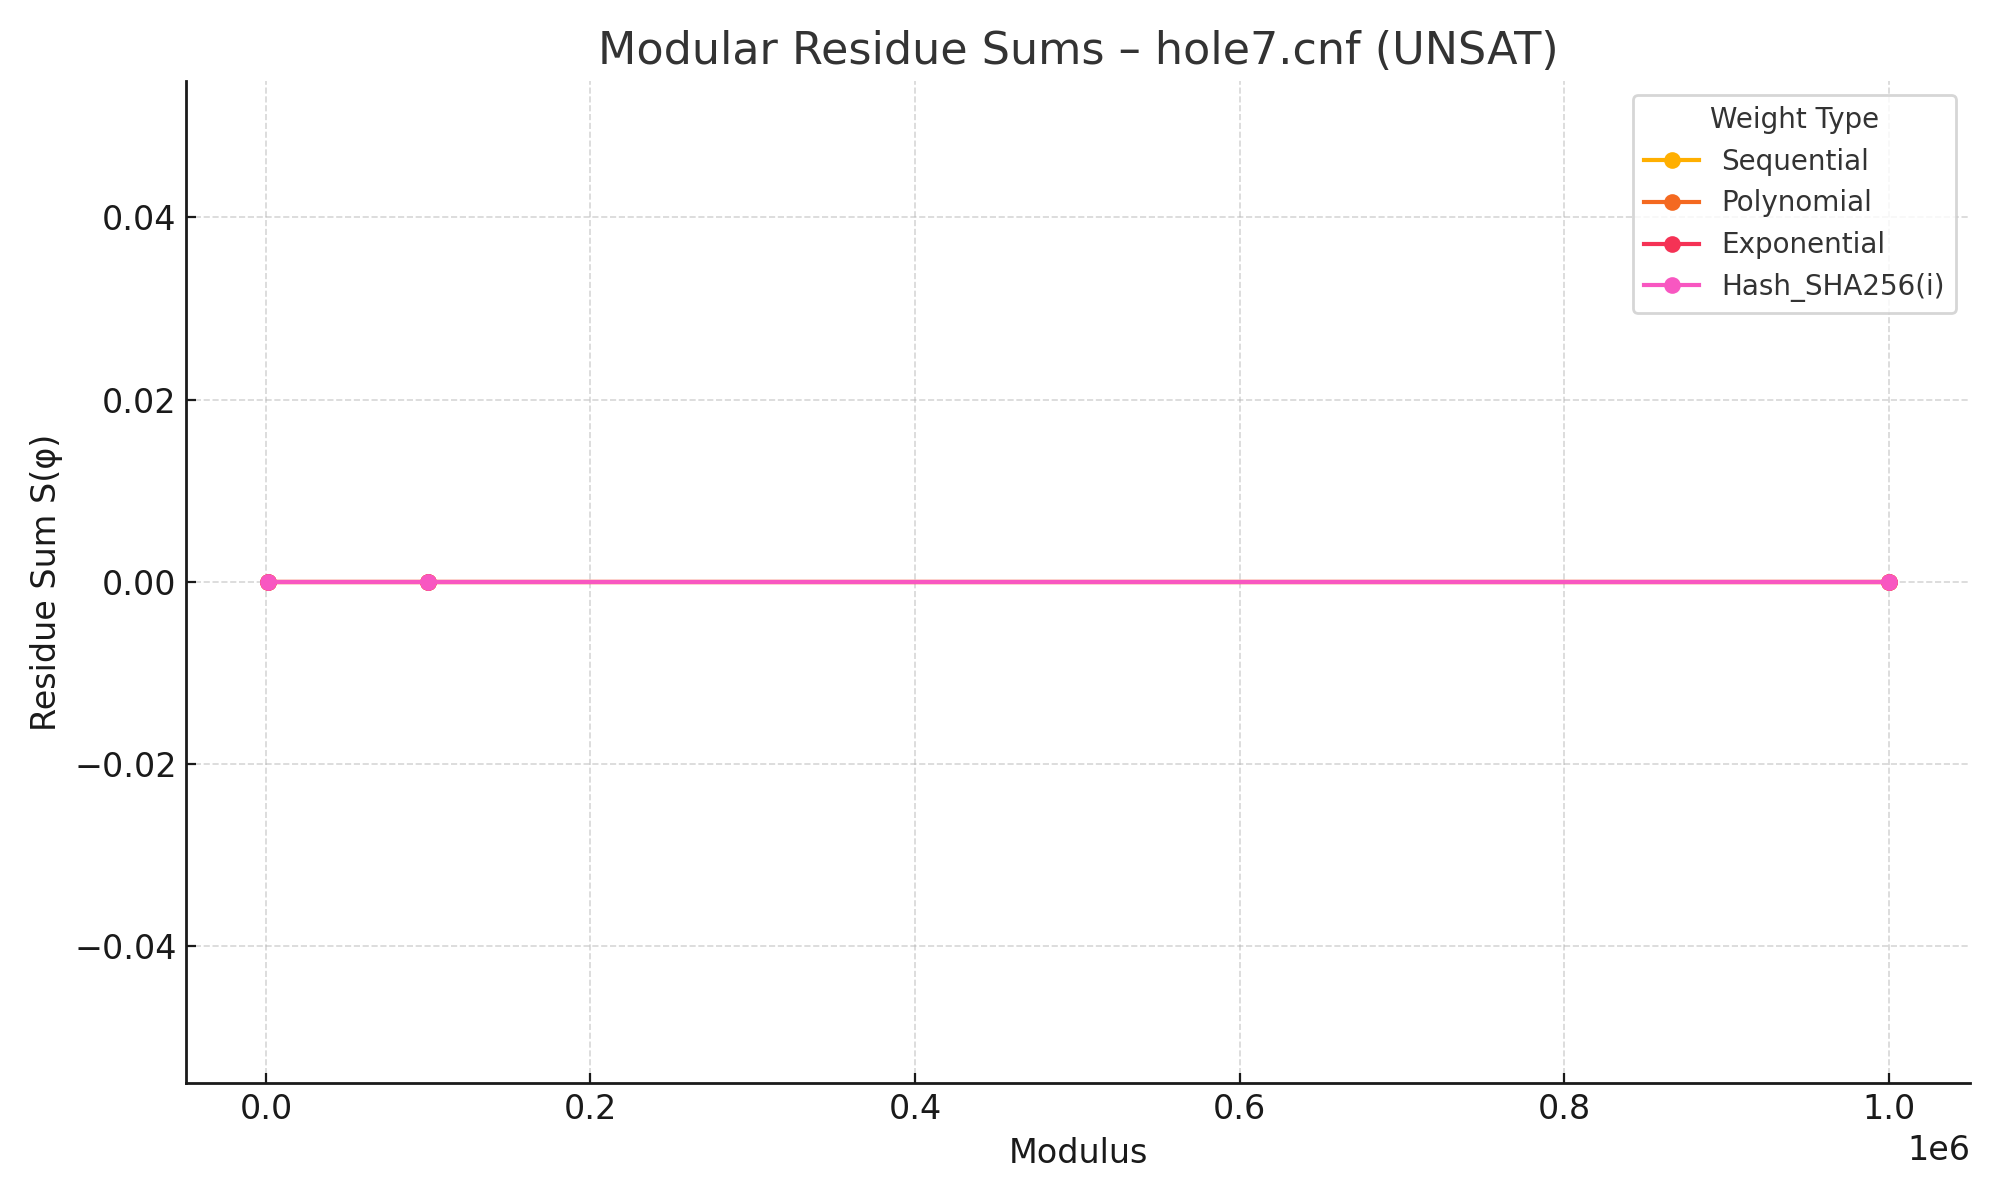 Modular Residue Sums – hole7.cnf (UNSAT)
Weight Type
Sequential
Polynomial
Exponential
Hash_SHA256(i)
Residue Sum S(φ)
0.04
0.02
0.00
−0.02
−0.04
0.0 0.2 0.4 0.6 0.8 1.0
1e6
Modulus